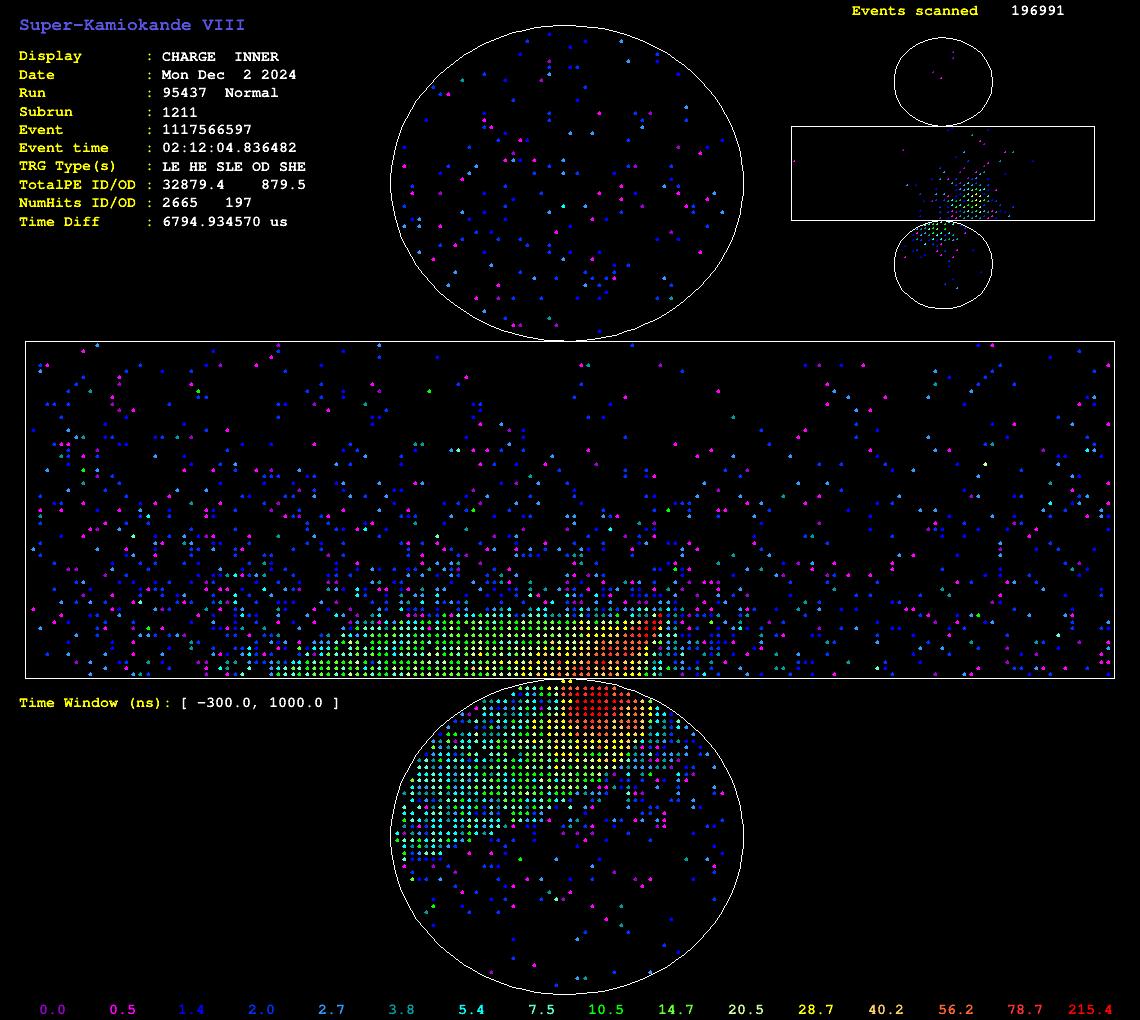 Super-Kamiokande VIII
Events scanned 196991
Display : CHARGE INNER
Date : Mon Dec 2 2024
Run : 95437 Normal
Subrun : 1211
Event : 1117566597
Event time : 02:12:04.836482
TRG Type(s) : LE HE SLE OD SHE
TotalPE ID/OD : 32879.4 879.5
NumHits ID/OD : 2665 197
Time Diff : 6794.934570 us
Time Window (ns): [ -300.0, 1000.0 ]
0.0 0.5 1.4 2.0 2.7 3.8 5.4 7.5 10.5 14.7 20.5 28.7 40.2 56.2 78.7 215.4